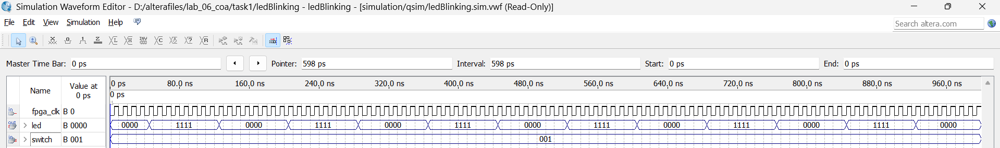 Simulation Waveform Editor - D:/alterafiles/lab_06_coa/task1/ledBlinking - ledBlinking - [simulation/qsim/ledBlinking.sim.vwf (Read-Only)]
File Edit View Simulation Help
Search altera.com
Master Time Bar: 0 ps Pointer: 598 ps Interval: 598 ps Start: 0 ps End: 0 ps
Name Value at 0 ps
0 ps 80.0 ns 160.0 ns 240.0 ns 320.0 ns 400.0 ns 480.0 ns 560.0 ns 640.0 ns 720.0 ns 800.0 ns 880.0 ns 960.0 ns
0 ps
in fpga_clk B 0
out led B 0000 0000 1111 0000 1111 0000 1111 0000 1111 0000 1111 0000 1111 0000
in switch B 001 001